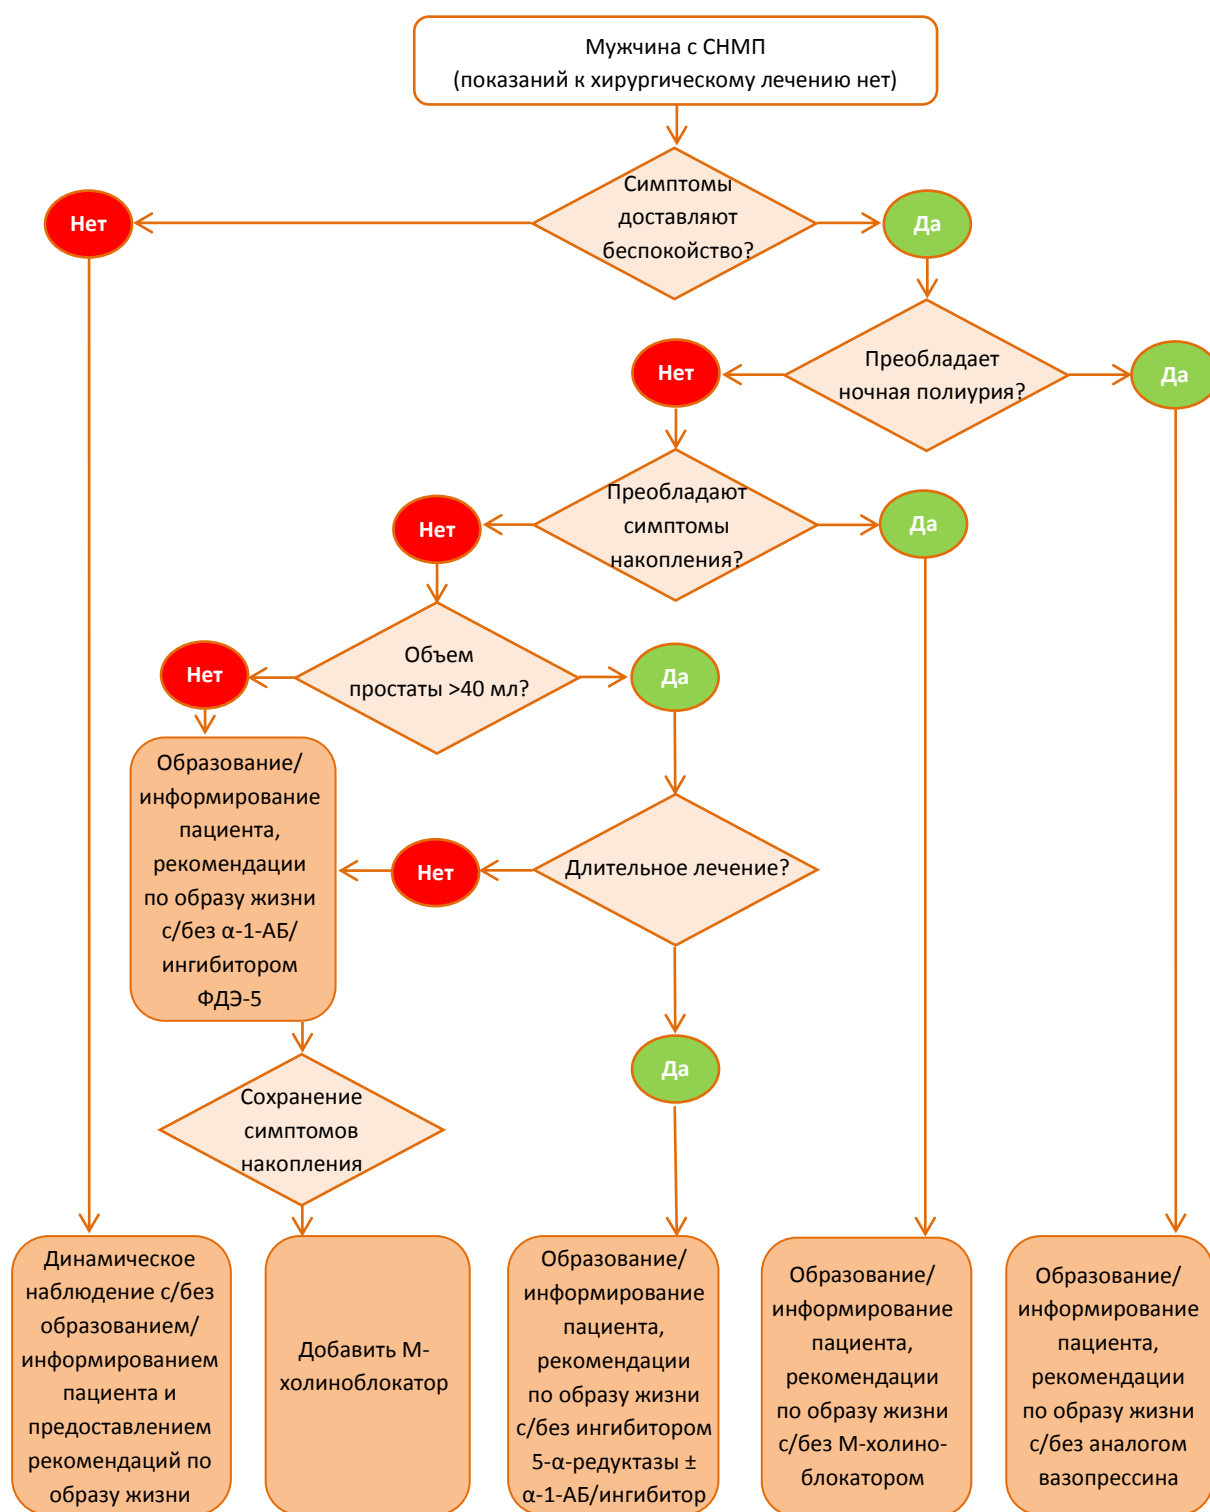 Мужчина с СНМП
(показаний к хирургическому лечению нет)
Симптомы
доставляют
беспокойство?
Нет
Да
Преобладает
ночная полиурия?
Нет
Да
Преобладают
симптомы
накопления?
Нет
Да
Объем
простаты >40 мл?
Нет
Да
Образование/
информирование
пациента,
рекомендации
по образу жизни
с/без α-1-АБ/
ингибитором
ФДЭ-5
Длительное лечение?
Нет
Да
Сохранение
симптомов
накопления
Динамическое
наблюдение с/без
образованием/
информированием
пациента и
предоставлением
рекомендаций по
образу жизни
Добавить М-
холиноблокатор
Образование/
информирование
пациента,
рекомендации
по образу жизни
с/без ингибитором
5-α-редуктазы ±
α-1-АБ/ингибитор
Образование/
информирование
пациента,
рекомендации
по образу жизни
с/без М-холино-
блокатором
Образование/
информирование
пациента,
рекомендации
по образу жизни
с/без аналогом
вазопрессина